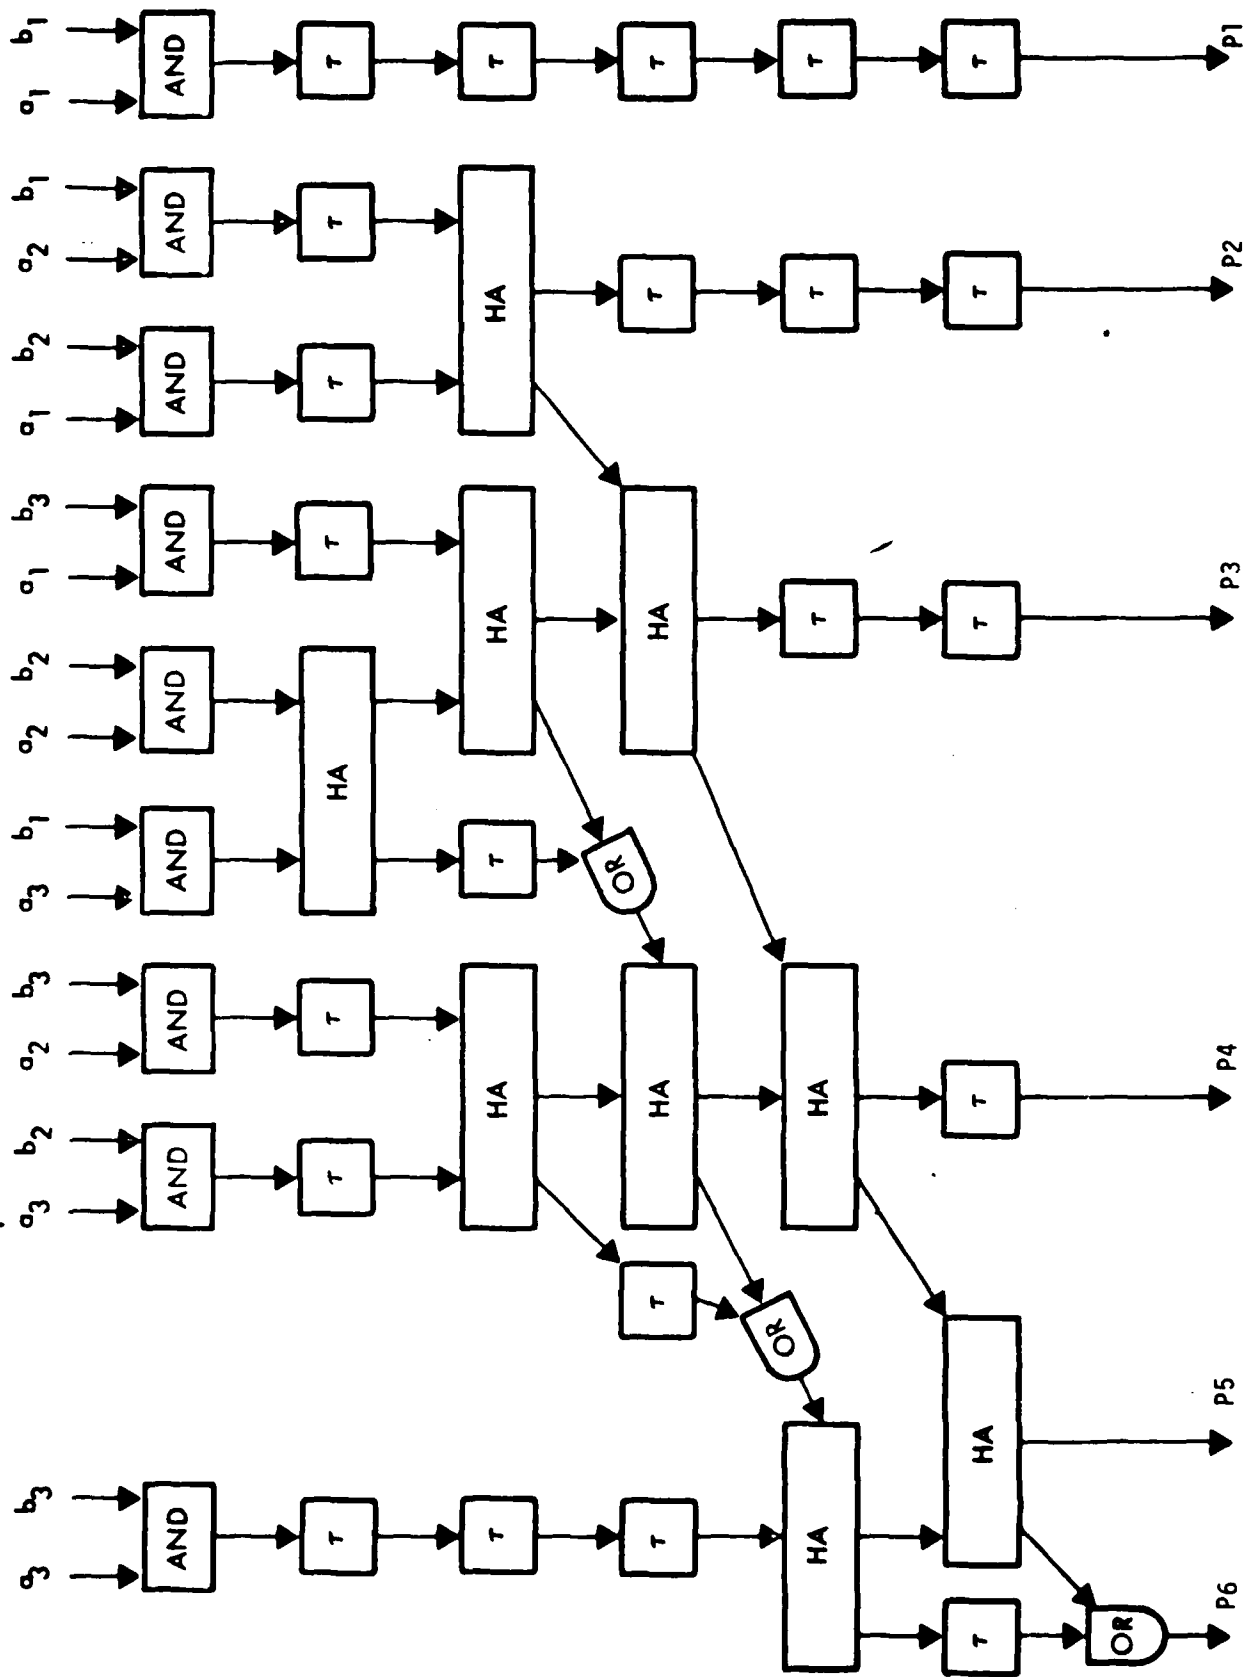 a3 b3 a3 b2 a2 b3 a3 b1 a2 b2 a1 b3 a1 b2 a2 b1 a1 b1
AND AND AND AND AND AND AND AND AND
τ τ τ HA τ τ τ τ
τ HA τ HA HA τ
τ τ HA OR HA τ τ
HA OR HA τ τ τ
τ HA τ τ τ τ
OR
P6 P5 P4 P3 P2 P1